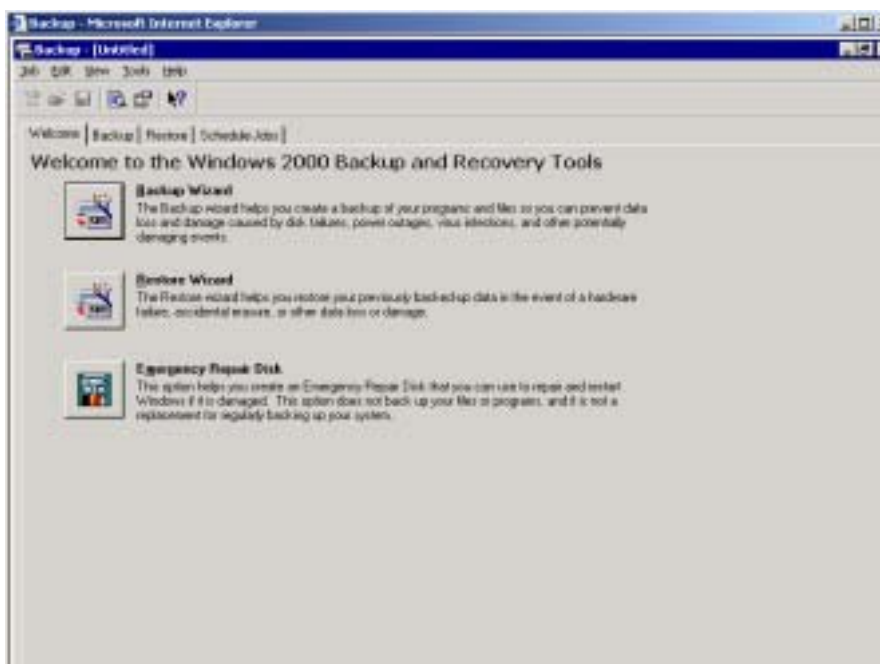 Backup - Microsoft Internet Explorer
Backup - [Untitled]
Job Edit View Tools Help
Welcome Backup Restore Schedule Jobs
Welcome to the Windows 2000 Backup and Recovery Tools
Backup Wizard
The Backup wizard helps you create a backup of your programs and files so you can prevent data
loss and damage caused by disk failures, power outages, virus infections, and other potentially
damaging events.
Restore Wizard
The Restore wizard helps you restore your previously backed-up data in the event of a hardware
failure, accidental erasure, or other data loss or damage.
Emergency Repair Disk
This option helps you create an Emergency Repair Disk that you can use to repair and restart
Windows if it is damaged. This option does not back up your files or programs, and it is not a
replacement for regularly backing up your system.